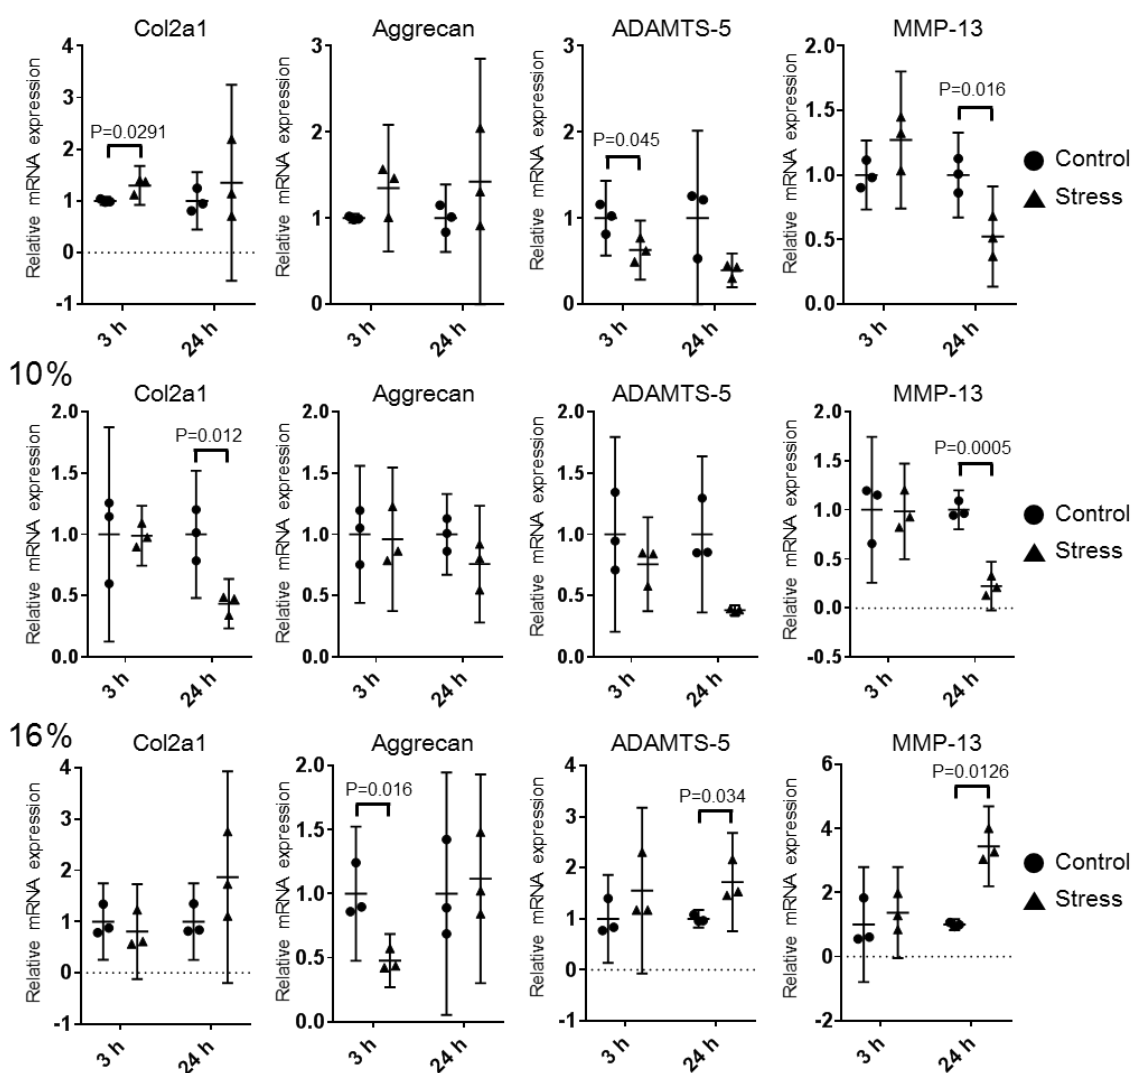 Col2a1 Aggrecan ADAMTS-5 MMP-13
Relative mRNA expression
4
3
2
1
0
-1
P=0.0291
3 h 24 h
Relative mRNA expression
3
2
1
0
3 h 24 h
Relative mRNA expression
3
2
1
0
P=0.045
3 h 24 h
Relative mRNA expression
2.0
1.5
1.0
0.5
0.0
P=0.016
3 h 24 h
Control
Stress
10%
Col2a1 Aggrecan ADAMTS-5 MMP-13
Relative mRNA expression
2.0
1.5
1.0
0.5
0.0
P=0.012
3 h 24 h
Relative mRNA expression
2.0
1.5
1.0
0.5
0.0
3 h 24 h
Relative mRNA expression
2.0
1.5
1.0
0.5
0.0
3 h 24 h
Relative mRNA expression
2.0
1.5
1.0
0.5
0.0
-0.5
P=0.0005
3 h 24 h
Control
Stress
16%
Col2a1 Aggrecan ADAMTS-5 MMP-13
Relative mRNA expression
4
3
2
1
0
-1
3 h 24 h
Relative mRNA expression
2.0
1.5
1.0
0.5
0.0
P=0.016
3 h 24 h
Relative mRNA expression
4
3
2
1
0
-1
P=0.034
3 h 24 h
Relative mRNA expression
6
4
2
0
-2
P=0.0126
3 h 24 h
Control
Stress